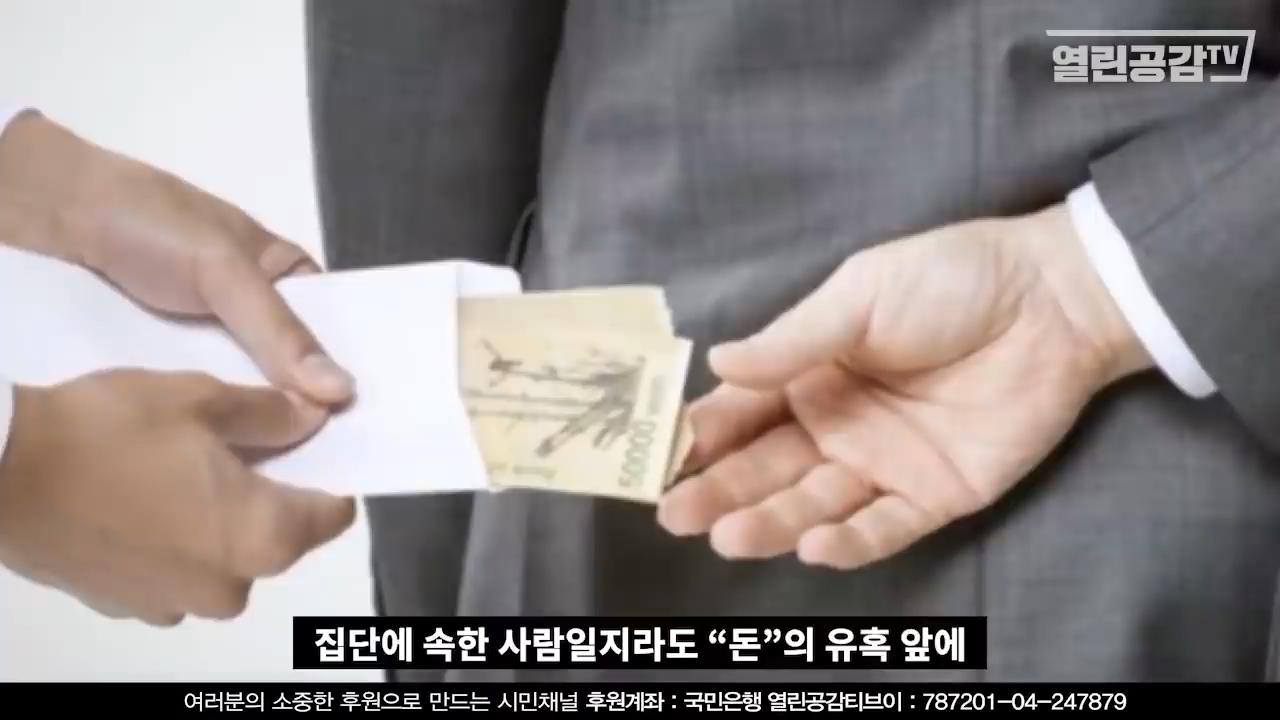 열린공감TV
50000
집단에 속한 사람일지라도 “돈”의 유혹 앞에
여러분의 소중한 후원으로 만드는 시민채널 후원계좌 : 국민은행 열린공감티브이 : 787201-04-247879